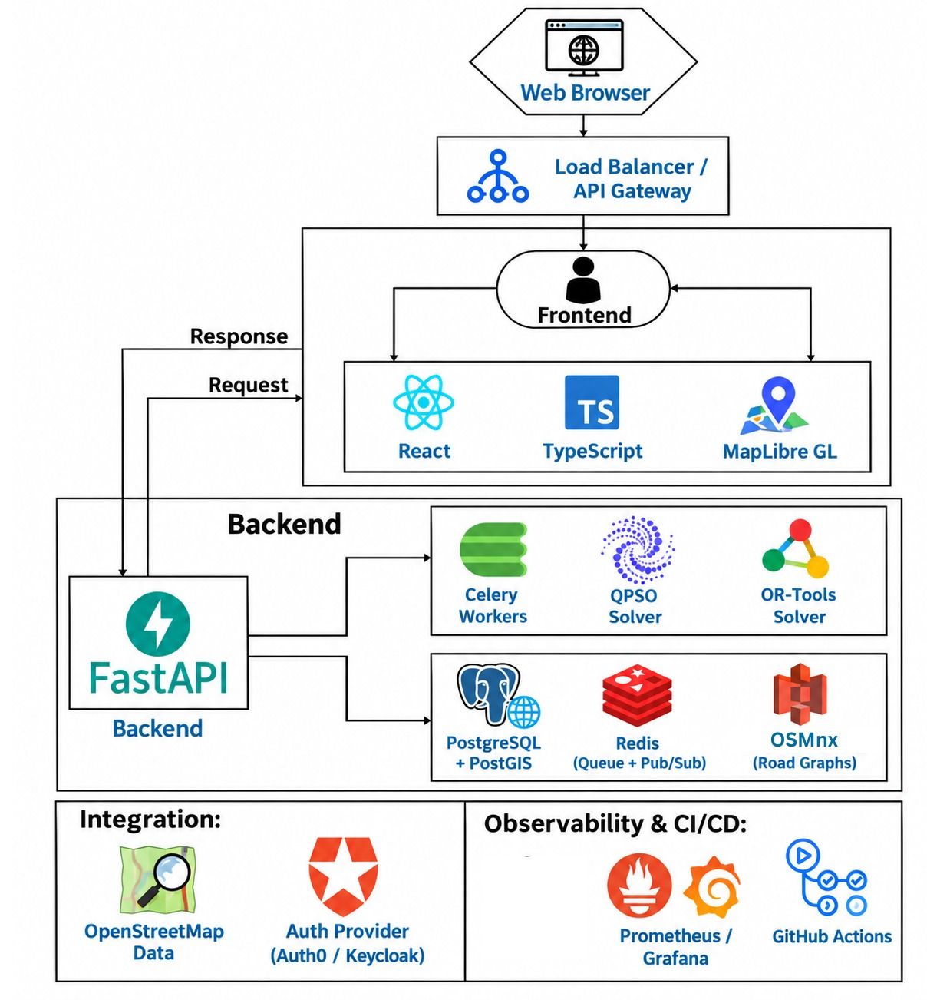 Web Browser
Load Balancer /
API Gateway
Frontend
Response
Request
React
TS
TypeScript
MapLibre GL
Backend
Celery
Workers
QPSO
Solver
OR-Tools
Solver
FastAPI
Backend
PostgreSQL
+ PostGIS
Redis
(Queue + Pub/Sub)
OSMnx
(Road Graphs)
Integration:
OpenStreetMap
Data
Auth Provider
(Auth0 / Keycloak)
Observability & CI/CD:
Prometheus /
Grafana
GitHub Actions